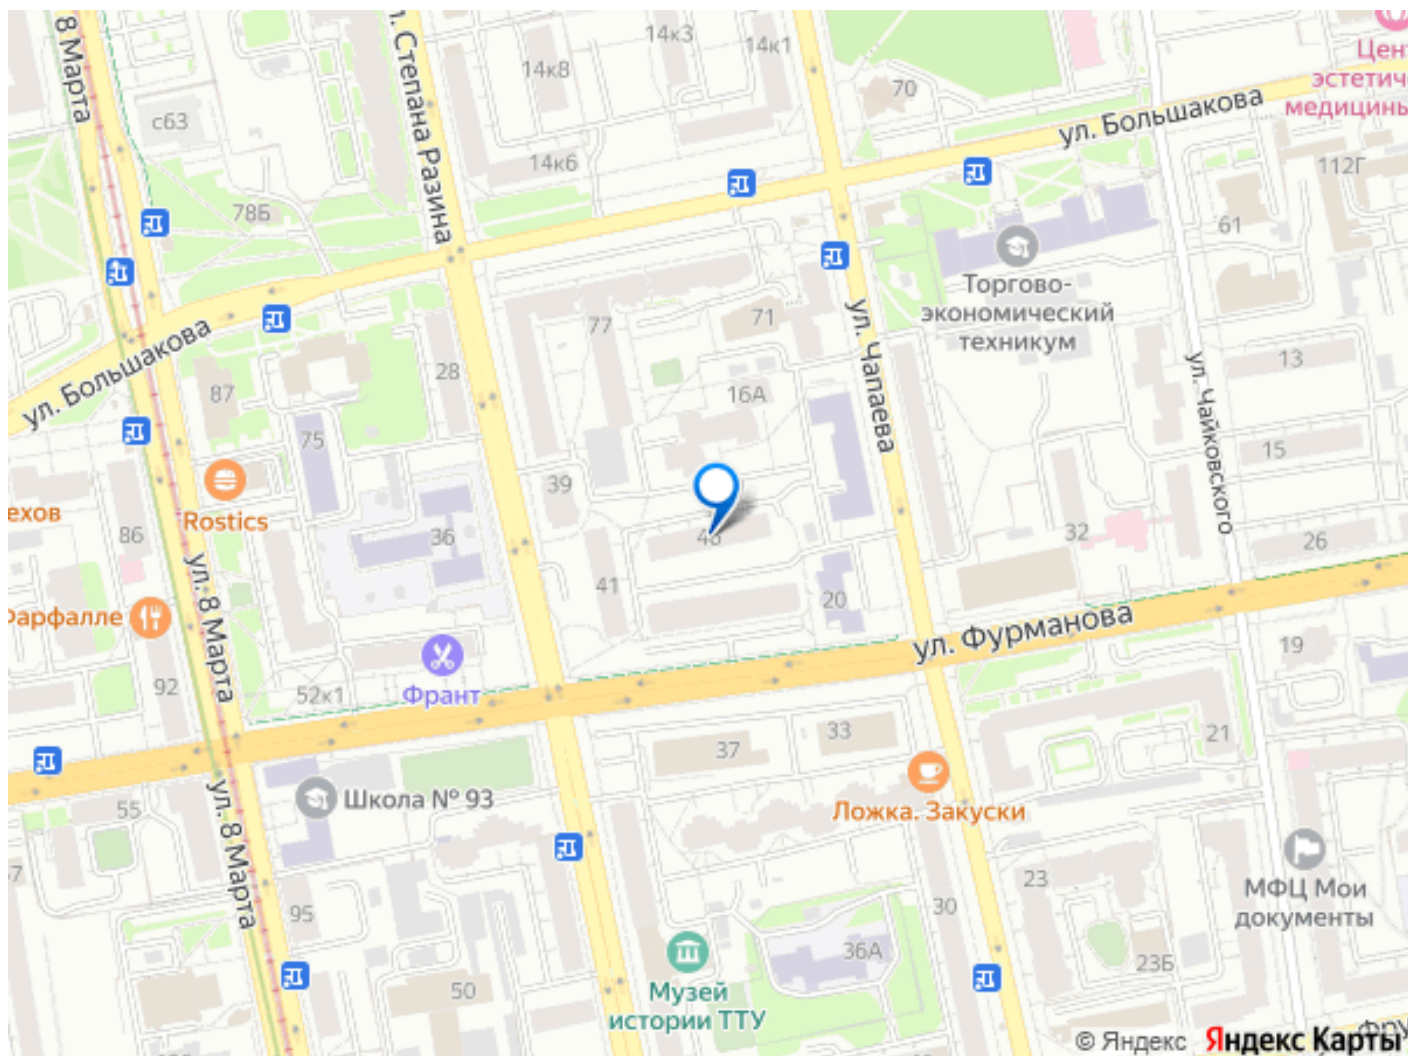 8 Марта
ул. Степана Разина
14к3
14к1
14к8
70
Цен
эстетич
медицины
с63
ул. Большакова
14к6
112Г
78Б
61
Торгово-
экономический
техникум
77
71
ул. Чапаева
ул. Большакова
28
13
87
16А
ул. Чайковского
75
15
39
ехов
Rostics
86
36
32
26
41
20
Фарфалле
ул. 8 Марта
ул. Фурманова
19
Франт
92
52к1
37
33
21
Ложка. Закуски
Школа № 93
55
ул. 8 Марта
23
МФЦ Мои
документы
95
30
36А
23Б
50
Музей
истории ТТУ
© Яндекс Яндекс Карты